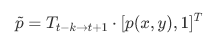 p̃ = T_{t−k→t+1} · [p(x, y), 1]^T